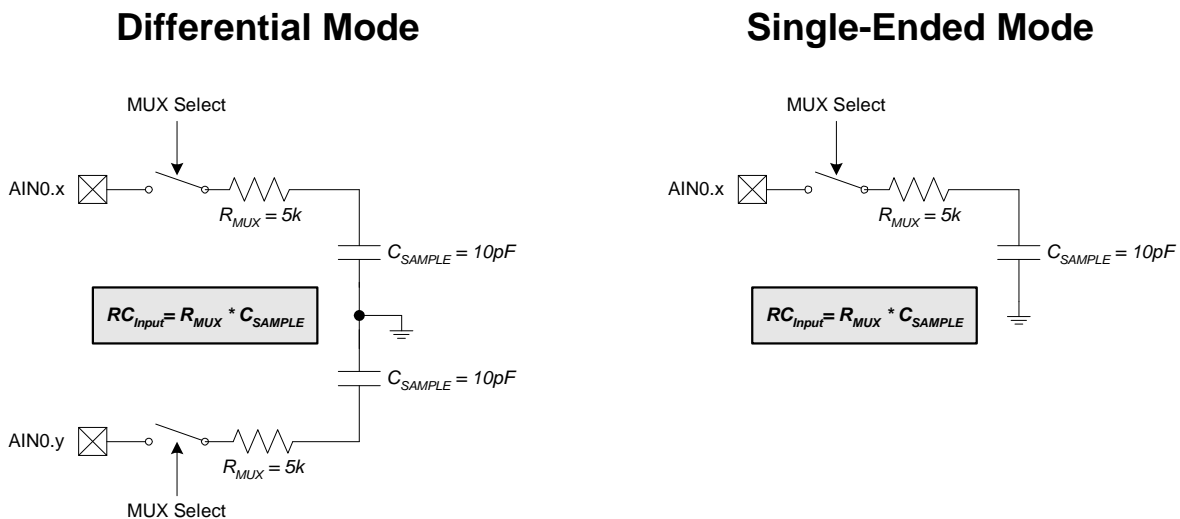 Differential Mode
MUX Select
AIN0.x
R_MUX = 5k
C_SAMPLE = 10pF
RC_Input= R_MUX * C_SAMPLE
C_SAMPLE = 10pF
AIN0.y
R_MUX = 5k
MUX Select
Single-Ended Mode
MUX Select
AIN0.x
R_MUX = 5k
C_SAMPLE = 10pF
RC_Input= R_MUX * C_SAMPLE